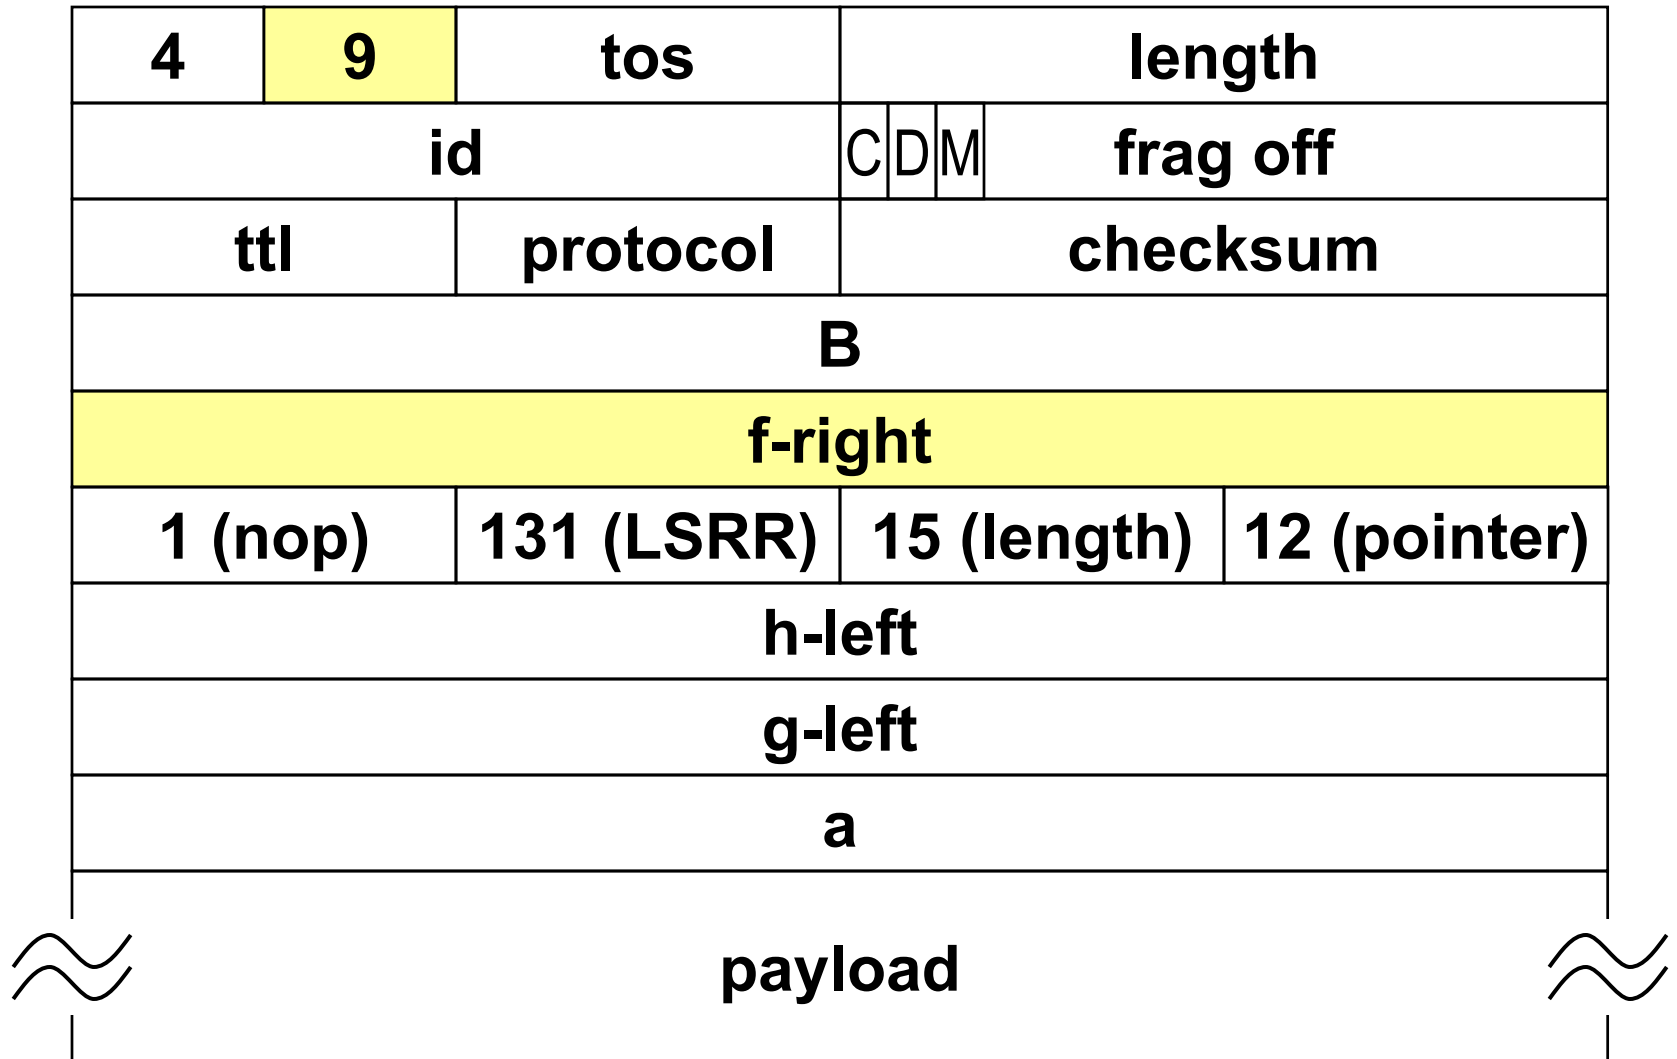 4 9 tos length
id C D M frag off
ttl protocol checksum
B
f-right
1 (nop) 131 (LSRR) 15 (length) 12 (pointer)
h-left
g-left
a
payload